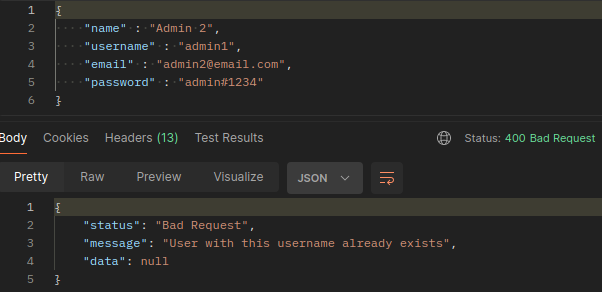 1 {
2 ····"name"·:·"Admin·2",
3 ····"username"·:·"admin1",
4 ····"email"·:·"admin2@email.com",
5 ····"password"·:·"admin#1234"
6 }
Body Cookies Headers (13) Test Results Status: 400 Bad Request
Pretty Raw Preview Visualize JSON
1 {
2 "status": "Bad Request",
3 "message": "User with this username already exists",
4 "data": null
5 }